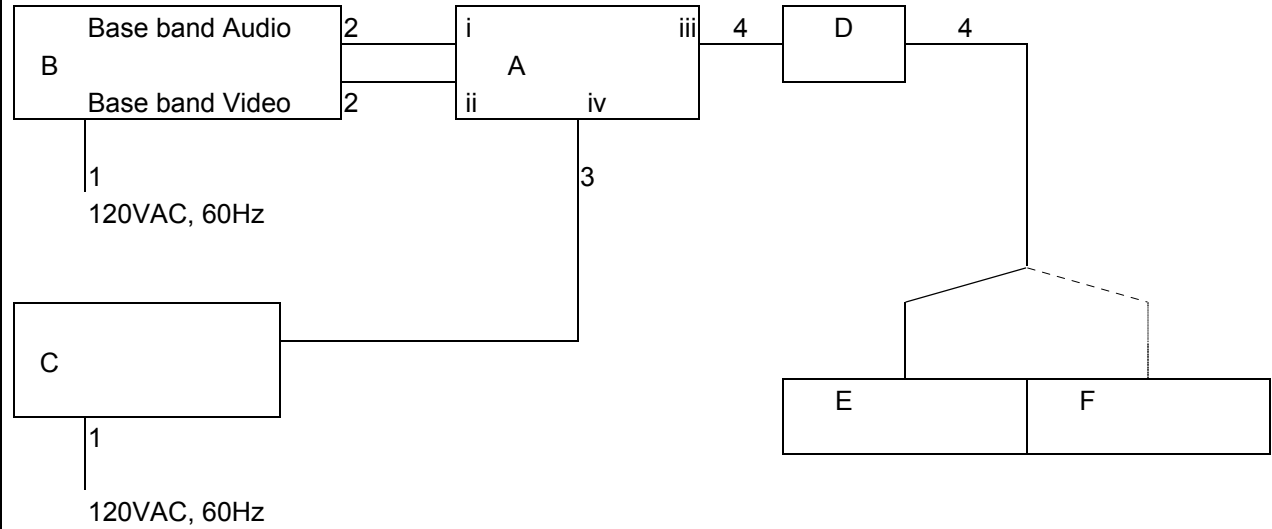 Base band Audio 2 i iii 4 D 4
B A
Base band Video 2 ii iv
1 3
120VAC, 60Hz
C
E F
1
120VAC, 60Hz